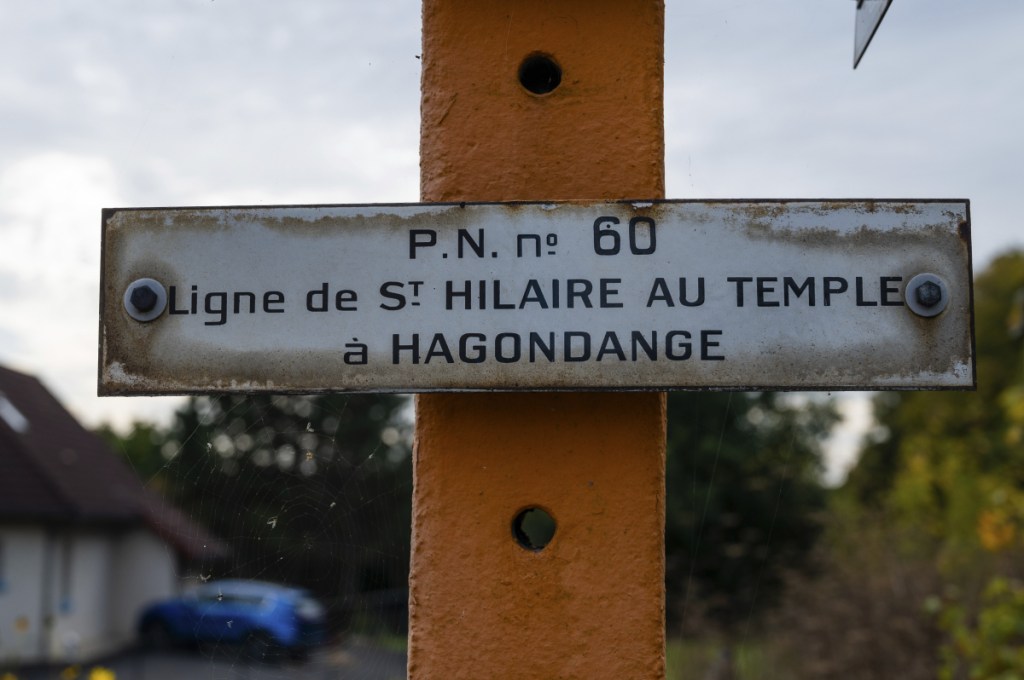 P.N. nº 60
Ligne de Sᵀ HILAIRE AU TEMPLE
à HAGONDANGE